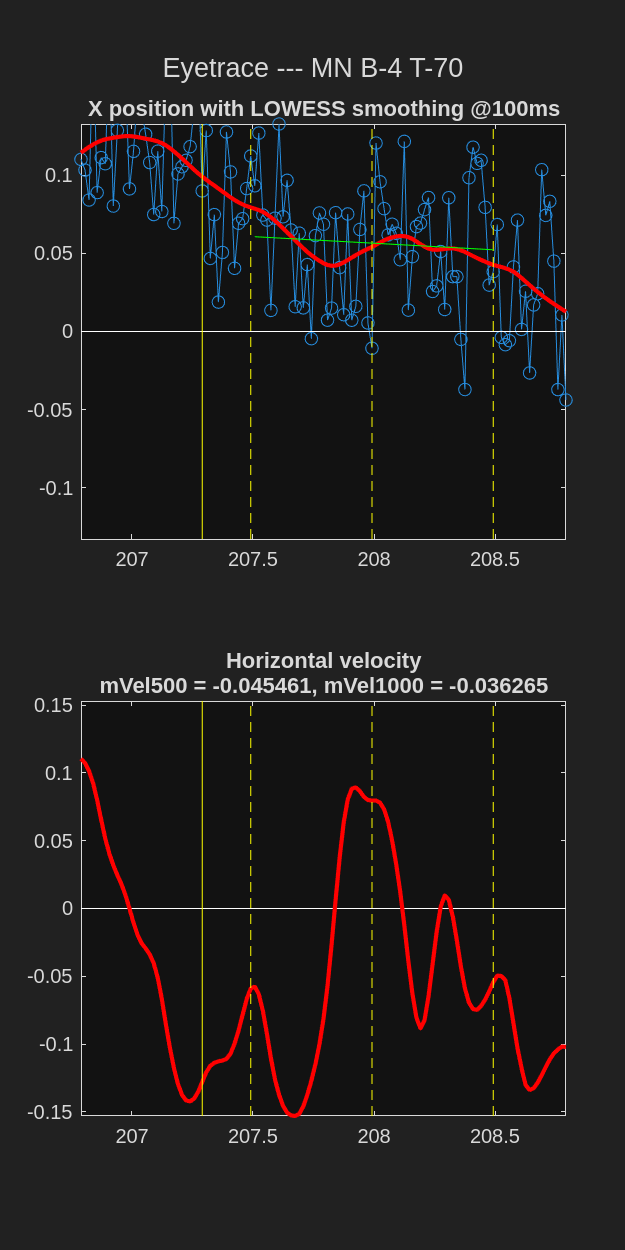 Eyetrace --- MN B-4 T-70
X position with LOWESS smoothing @100ms
0.1
0.05
0
-0.05
-0.1
207 207.5 208 208.5
Horizontal velocity
mVel500 = -0.045461, mVel1000 = -0.036265
0.15
0.1
0.05
0
-0.05
-0.1
-0.15
207 207.5 208 208.5